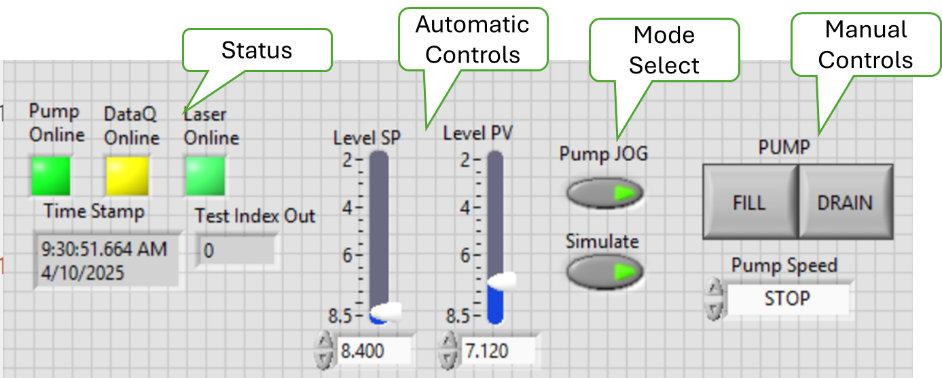 Status
Automatic
Controls
Mode
Select
Manual
Controls
Pump
Online
DataQ
Online
Laser
Online
Time Stamp
9:30:51.664 AM
4/10/2025
Test Index Out
0
Level SP
2
4
6
8.5
8.400
Level PV
2
4
6
8.5
7.120
Pump JOG
Simulate
PUMP
FILL
DRAIN
Pump Speed
STOP